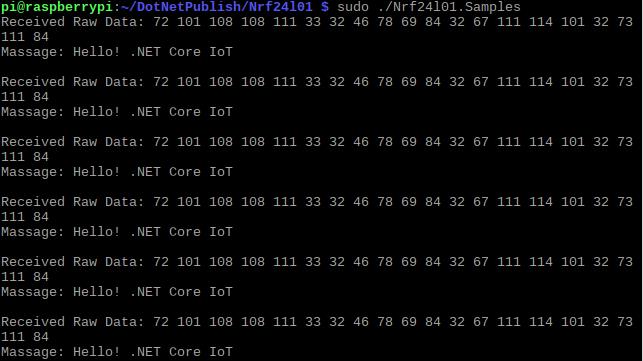 pi@raspberrypi:~/DotNetPublish/Nrf24l01 $ sudo ./Nrf24l01.Samples
Received Raw Data: 72 101 108 108 111 33 32 46 78 69 84 32 67 111 114 101 32 73
111 84
Massage: Hello! .NET Core IoT
Received Raw Data: 72 101 108 108 111 33 32 46 78 69 84 32 67 111 114 101 32 73
111 84
Massage: Hello! .NET Core IoT
Received Raw Data: 72 101 108 108 111 33 32 46 78 69 84 32 67 111 114 101 32 73
111 84
Massage: Hello! .NET Core IoT
Received Raw Data: 72 101 108 108 111 33 32 46 78 69 84 32 67 111 114 101 32 73
111 84
Massage: Hello! .NET Core IoT
Received Raw Data: 72 101 108 108 111 33 32 46 78 69 84 32 67 111 114 101 32 73
111 84
Massage: Hello! .NET Core IoT
Received Raw Data: 72 101 108 108 111 33 32 46 78 69 84 32 67 111 114 101 32 73
111 84
Massage: Hello! .NET Core IoT